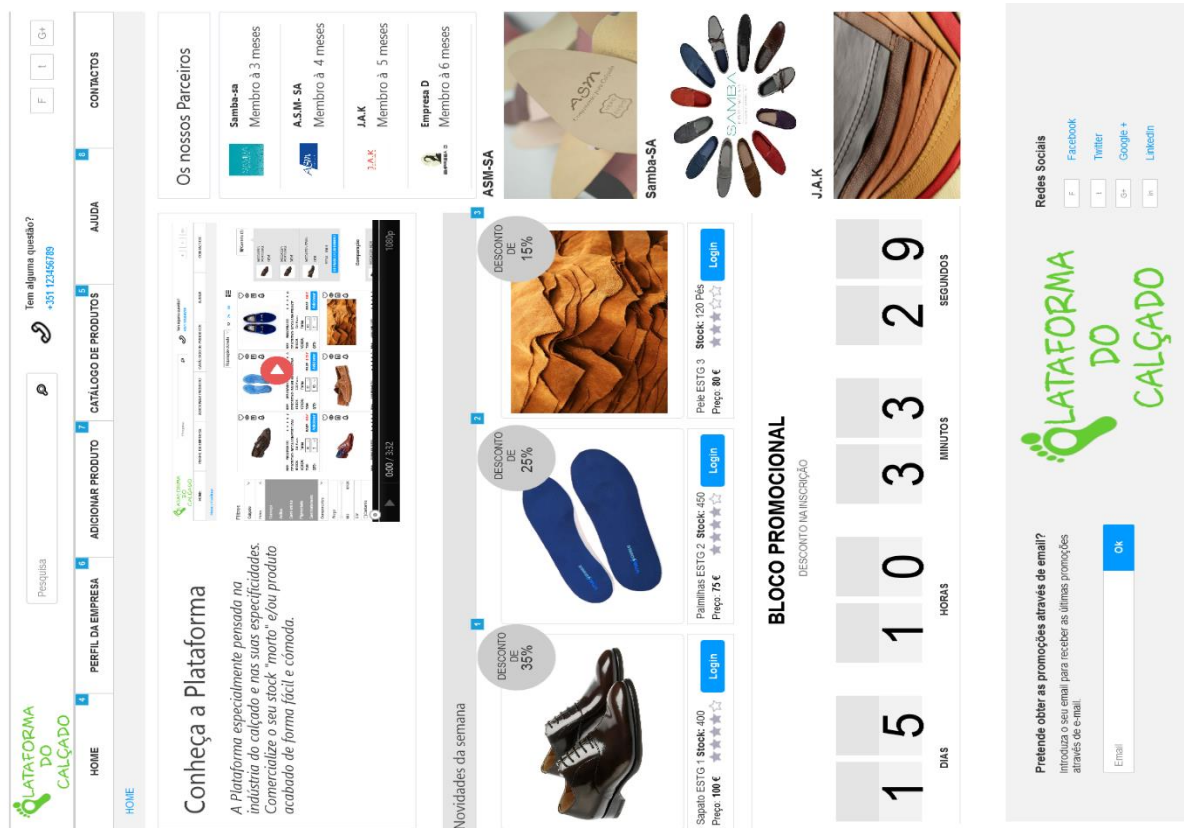 PLATAFORMA
DO
CALÇADO
Pesquisa
Tem alguma questão?
+351 123456789
F
t
G+
HOME
4
PERFIL DA EMPRESA
6
ADICIONAR PRODUTO
7
CATÁLOGO DE PRODUTOS
5
AJUDA
8
CONTACTOS
HOME
Conheça a Plataforma
A Plataforma especialmente pensada na
indústria do calçado e nas suas especificidades.
Comercialize o seu stock "morto" e/ou produto
acabado de forma fácil e cómoda.
0:00 / 3:32
1080p
Os nossos Parceiros
Samba-sa
Membro à 3 meses
A.S.M- SA
Membro à 4 meses
J.A.K
Membro à 5 meses
Empresa D
Membro à 6 meses
SAMBA
ASM
J.A.K
EMPRESA D
Novidades da semana
1
DESCONTO
DE
35%
Sapato ESTG 1 Stock: 400
Preço: 100 €
Login
2
DESCONTO
DE
25%
Palmilhas ESTG 2 Stock: 450
Preço: 75 €
Login
3
DESCONTO
DE
15%
Pele ESTG 3 Stock: 120 Pés
Preço: 80 €
Login
ASM-SA
A.S.M
Samba-SA
SAMBA
J.A.K
BLOCO PROMOCIONAL
DESCONTO NA INSCRIÇÃO
1 5
DIAS
1 0
HORAS
3 3
MINUTOS
2 9
SEGUNDOS
Pretende obter as promoções através de email?
Introduza o seu email para receber as últimas promoções
através de e-mail.
Email
Ok
PLATAFORMA
DO
CALÇADO
Redes Sociais
F Facebook
t Twitter
G+ Google +
in Linkedin